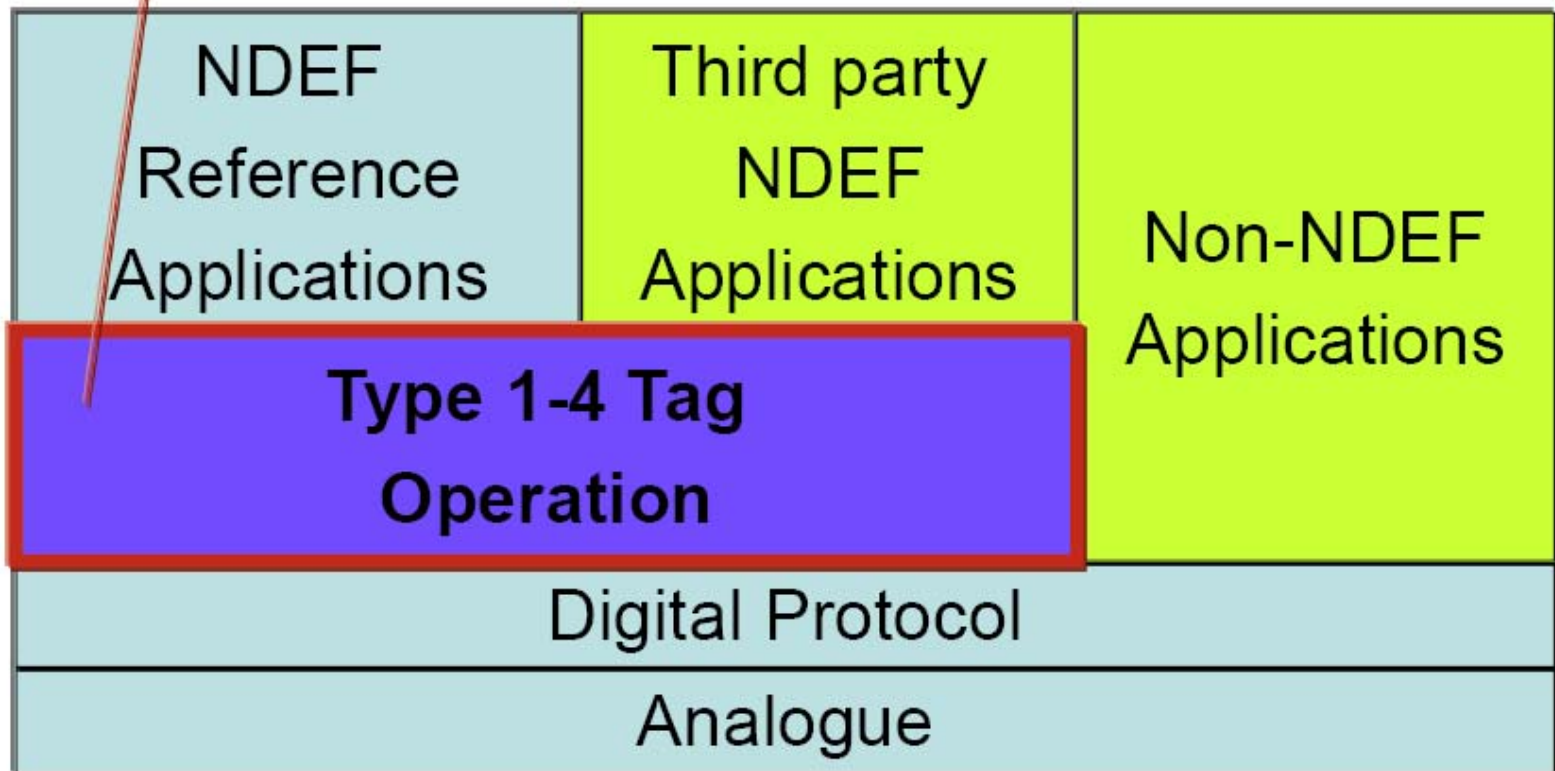 NDEF
Reference
Applications
Third party
NDEF
Applications
Non-NDEF
Applications
Type 1-4 Tag
Operation
Digital Protocol
Analogue